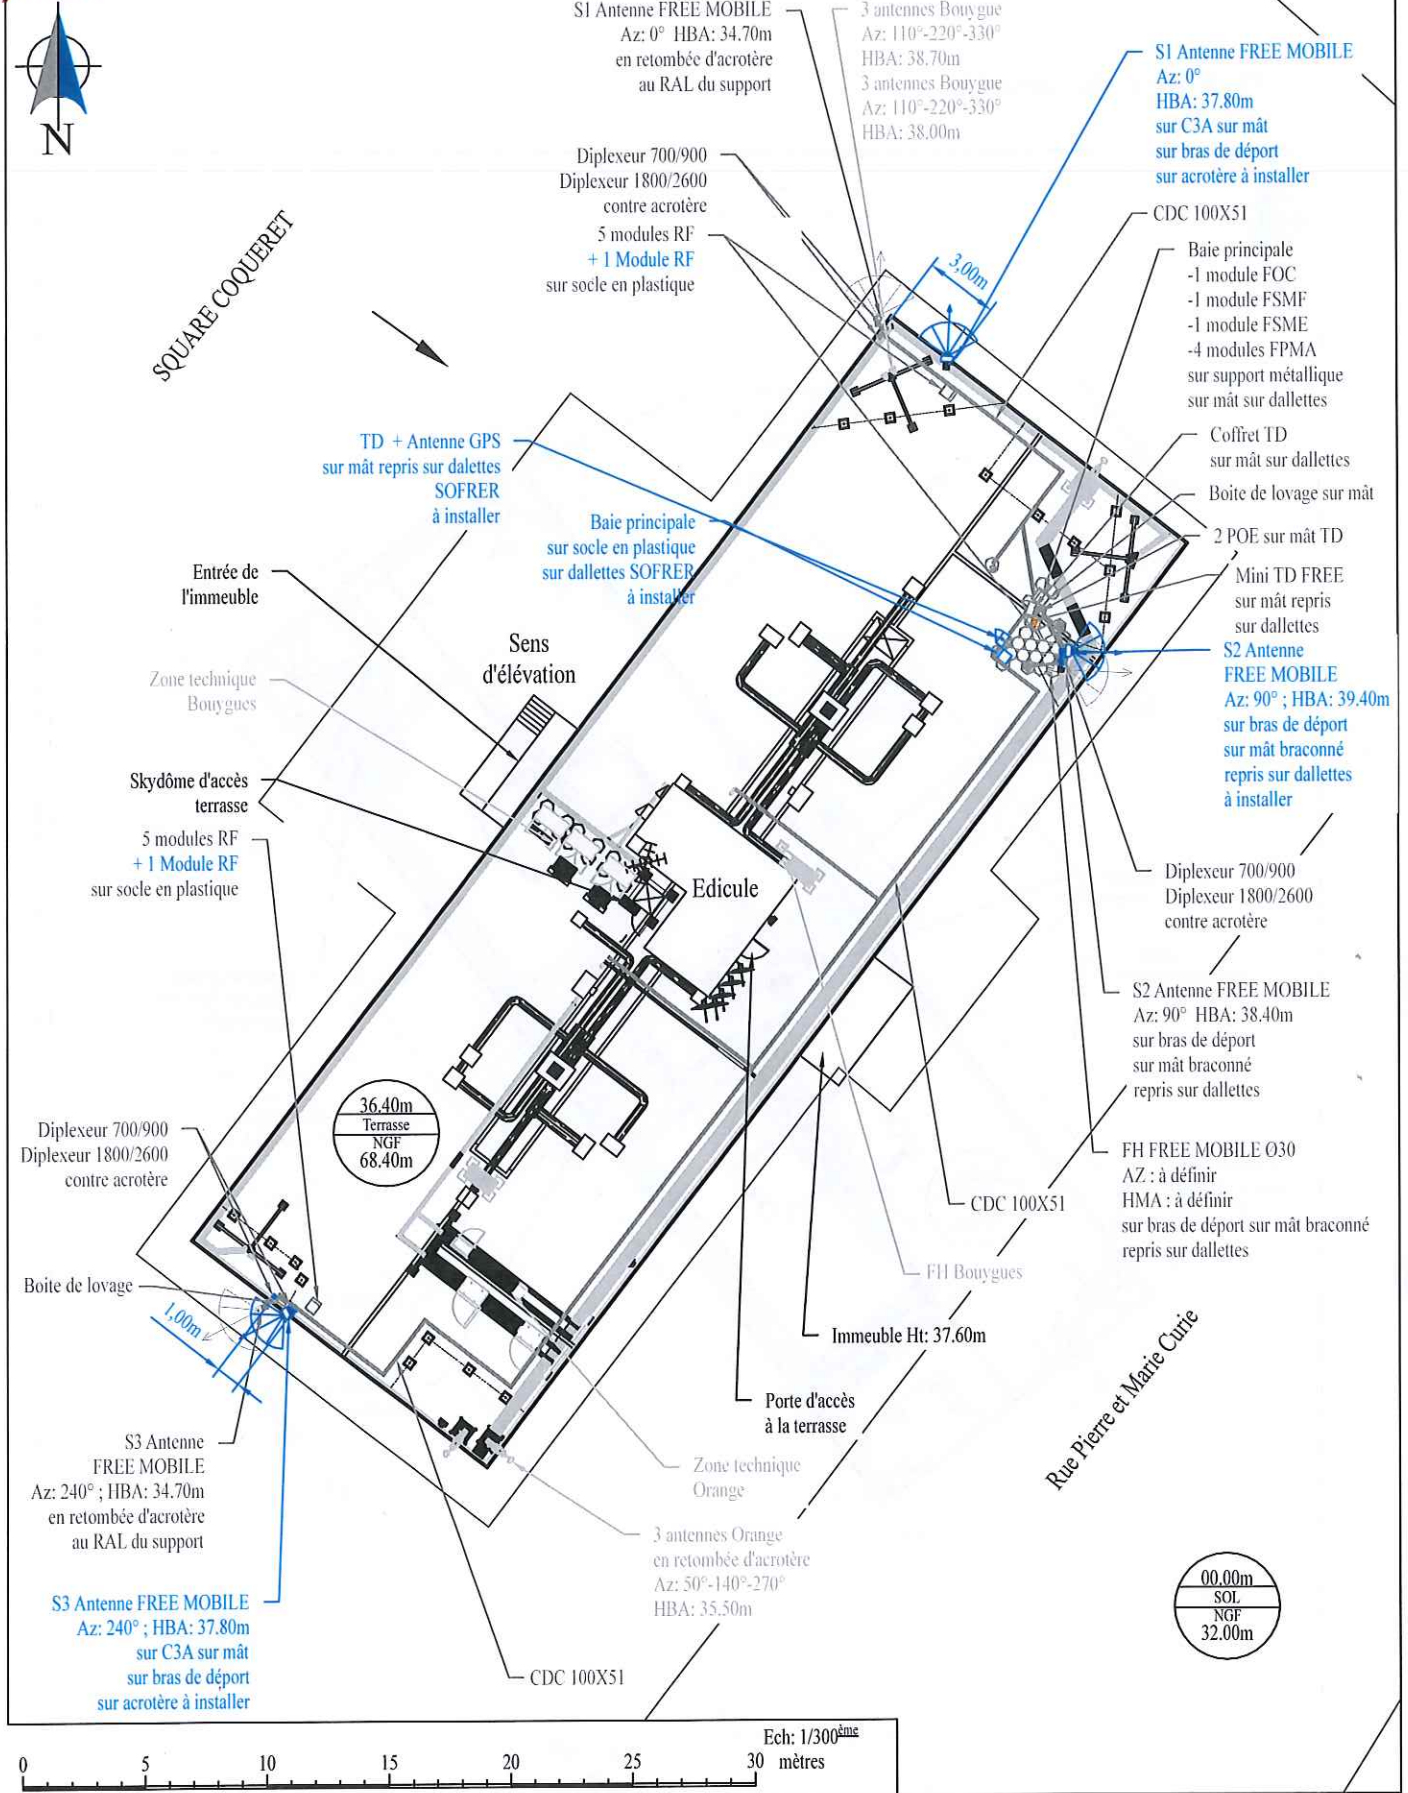 S1 Antenne FREE MOBILE
Az: 0° HBA: 34.70m
en retombée d'acrotère
au RAL du support
3 antennes Bouygue
Az: 110°-220°-330°
HBA: 38.70m
3 antennes Bouygue
Az: 110°-220°-330°
HBA: 38.00m
S1 Antenne FREE MOBILE
Az: 0°
HBA: 37.80m
sur C3A sur mât
sur bras de déport
sur acrotère à installer
N
Diplexeur 700/900
Diplexeur 1800/2600
contre acrotère
5 modules RF
+ 1 Module RF
sur socle en plastique
SQUARE COQUERET
3,00m
CDC 100X51
Baie principale
-1 module FOC
-1 module FSMF
-1 module FSME
-4 modules FPMA
sur support métallique
sur mât sur dallettes
Coffret TD
sur mât sur dallettes
Boite de lovage sur mât
2 POE sur mât TD
Mini TD FREE
sur mât repris
sur dallettes
TD + Antenne GPS
sur mât repris sur dalettes
SOFRER
à installer
Baie principale
sur socle en plastique
sur dallettes SOFRER
à installer
Entrée de
l'immeuble
Sens
d'élévation
Zone technique
Bouygues
S2 Antenne
FREE MOBILE
Az: 90° ; HBA: 39.40m
sur bras de déport
sur mât braconné
repris sur dallettes
à installer
Skydôme d'accès
terrasse
5 modules RF
+ 1 Module RF
sur socle en plastique
Edicule
Diplexeur 700/900
Diplexeur 1800/2600
contre acrotère
S2 Antenne FREE MOBILE
Az: 90° HBA: 38.40m
sur bras de déport
sur mât braconné
repris sur dallettes
36.40m
Terrasse
NGF
68.40m
Diplexeur 700/900
Diplexeur 1800/2600
contre acrotère
FH FREE MOBILE Ø30
AZ : à définir
HMA : à définir
sur bras de déport sur mât braconné
repris sur dallettes
CDC 100X51
FH Bouygues
Boite de lovage
1,00m
Immeuble Ht: 37.60m
Rue Pierre et Marie Curie
Porte d'accès
à la terrasse
S3 Antenne
FREE MOBILE
Az: 240° ; HBA: 34.70m
en retombée d'acrotère
au RAL du support
Zone technique
Orange
3 antennes Orange
en retombée d'acrotère
Az: 50°-140°-270°
HBA: 35.50m
S3 Antenne FREE MOBILE
Az: 240° ; HBA: 37.80m
sur C3A sur mât
sur bras de déport
sur acrotère à installer
CDC 100X51
00.00m
SOL
NGF
32.00m
Ech: 1/300ème
0 5 10 15 20 25 30 mètres